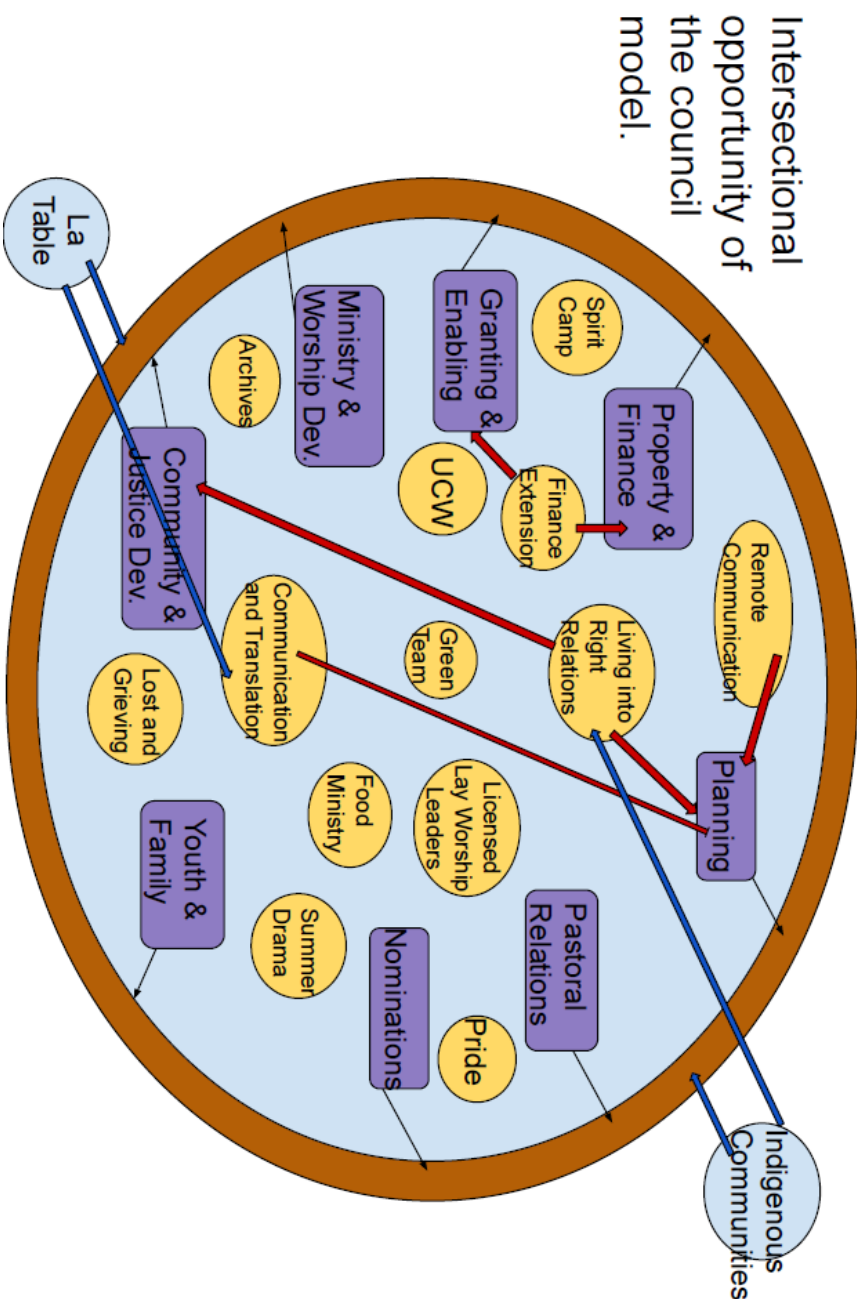 Intersectional
opportunity of
the council
model.
Remote
Communication
Planning
Property &
Finance
Pastoral
Relations
Spirit
Camp
Finance
Extension
Living into
Right
Relations
Granting &
Enabling
UCW
Green
Team
Licensed
Lay Worship
Leaders
Nominations
Pride
Ministry &
Worship Dev.
Food
Ministry
Summer
Drama
Archives
Communication
and Translation
Community &
Justice Dev.
Lost and
Grieving
Youth &
Family
La
Table
Indigenous
Communities